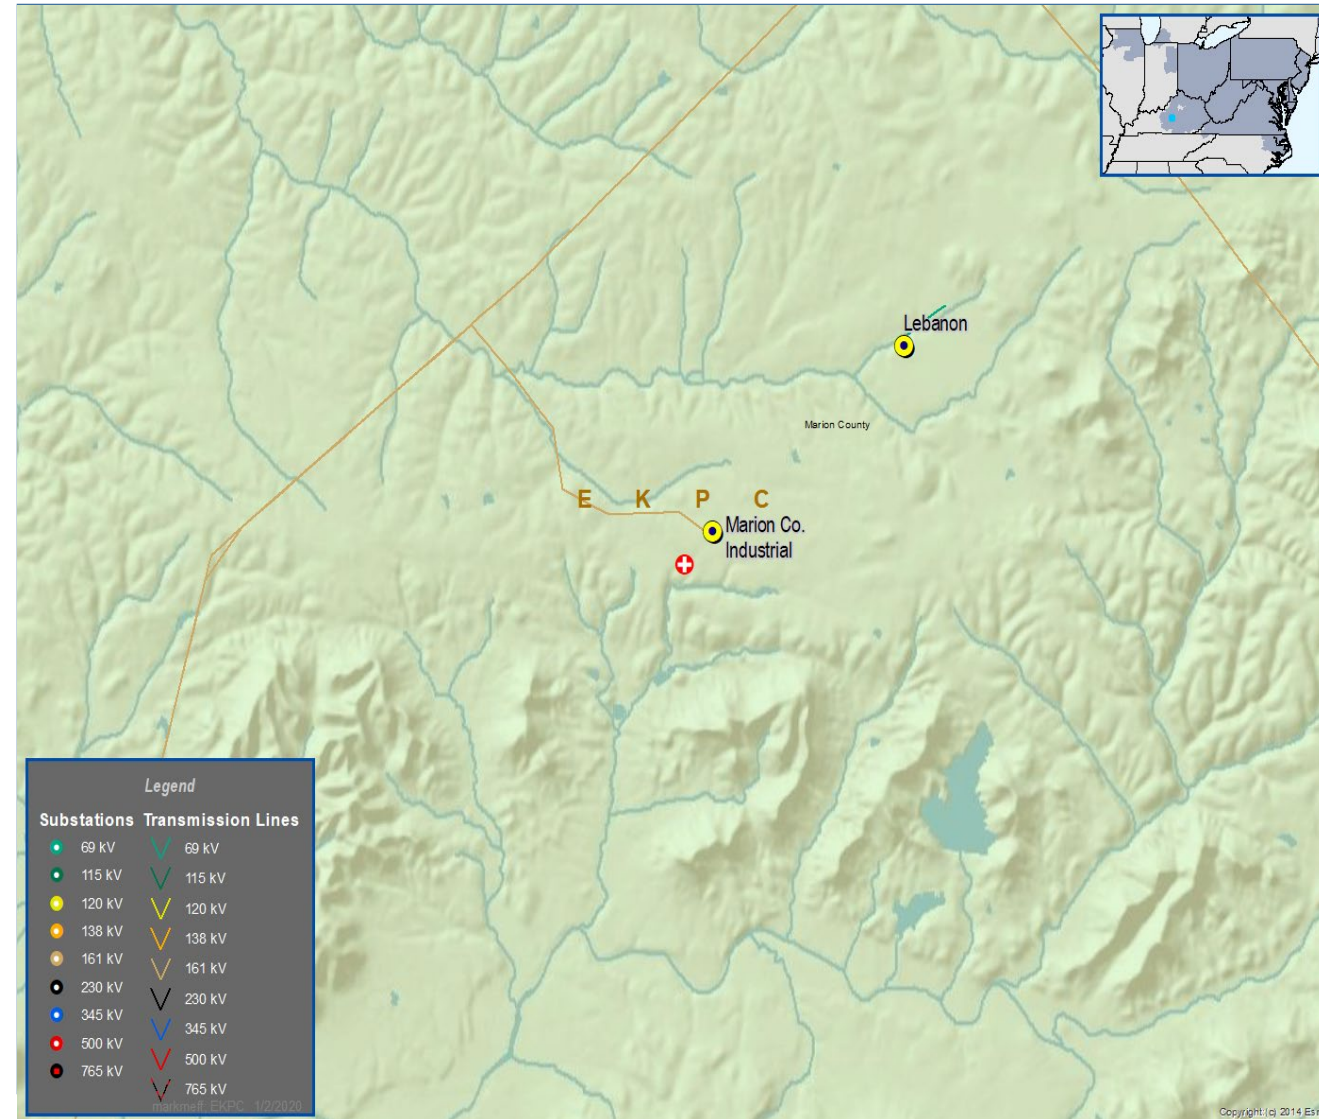 Lebanon
Marion County
E K P C
Marion Co.
Industrial
Legend
Substations Transmission Lines
69 kV 69 kV
115 kV 115 kV
120 kV 120 kV
138 kV 138 kV
161 kV 161 kV
230 kV 230 kV
345 kV 345 kV
500 kV 500 kV
765 kV 765 kV
markmeff: EKPC: 1/2/2020
Copyright:(c) 2014 Esri